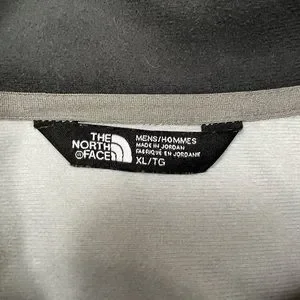 THE
NORTH
FACE
MENS/HOMMES
MADE IN JORDAN
FABRIQUÉ EN JORDANIE
XL/TG